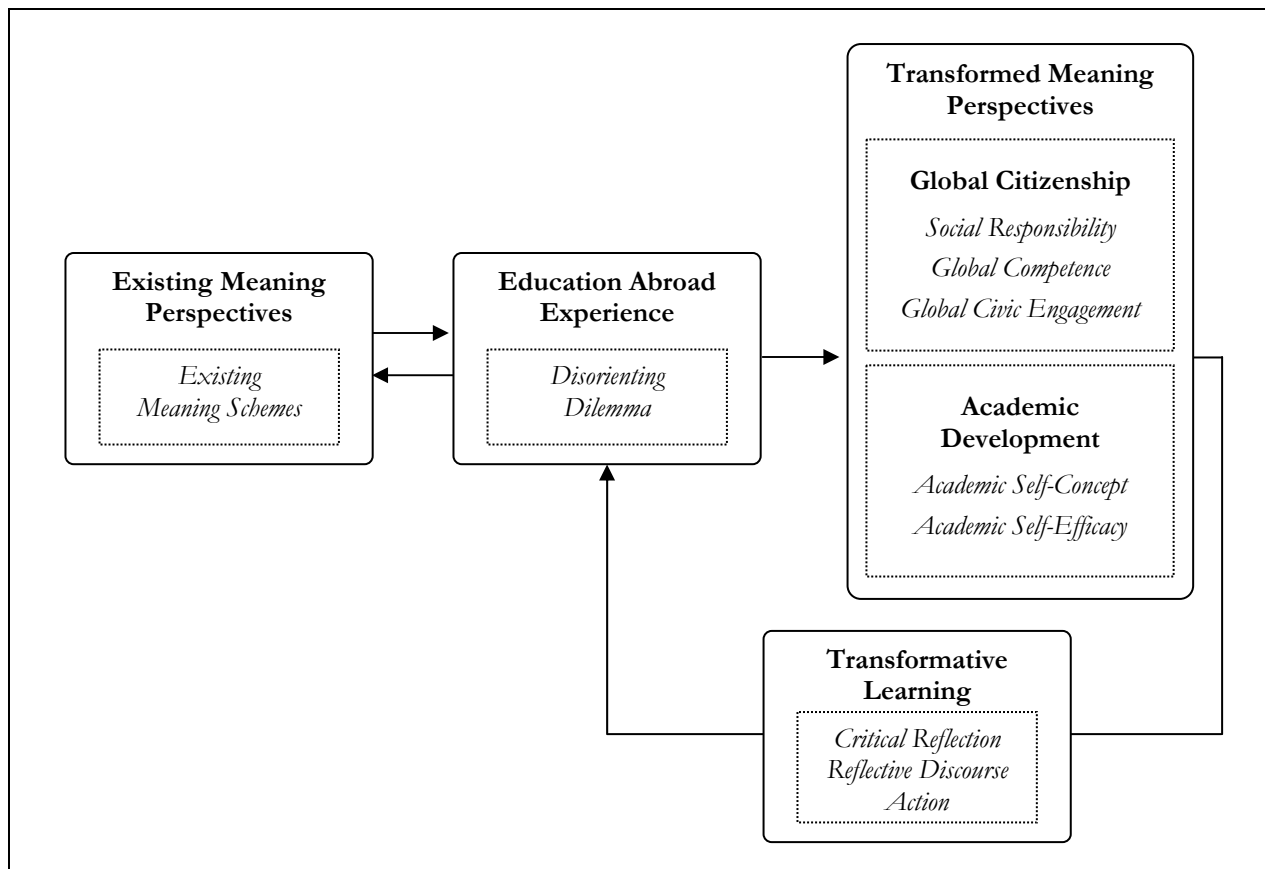 Existing Meaning
Perspectives
Existing
Meaning Schemes
Education Abroad
Experience
Disorienting
Dilemma
Transformed Meaning
Perspectives
Global Citizenship
Social Responsibility
Global Competence
Global Civic Engagement
Academic
Development
Academic Self-Concept
Academic Self-Efficacy
Transformative
Learning
Critical Reflection
Reflective Discourse
Action